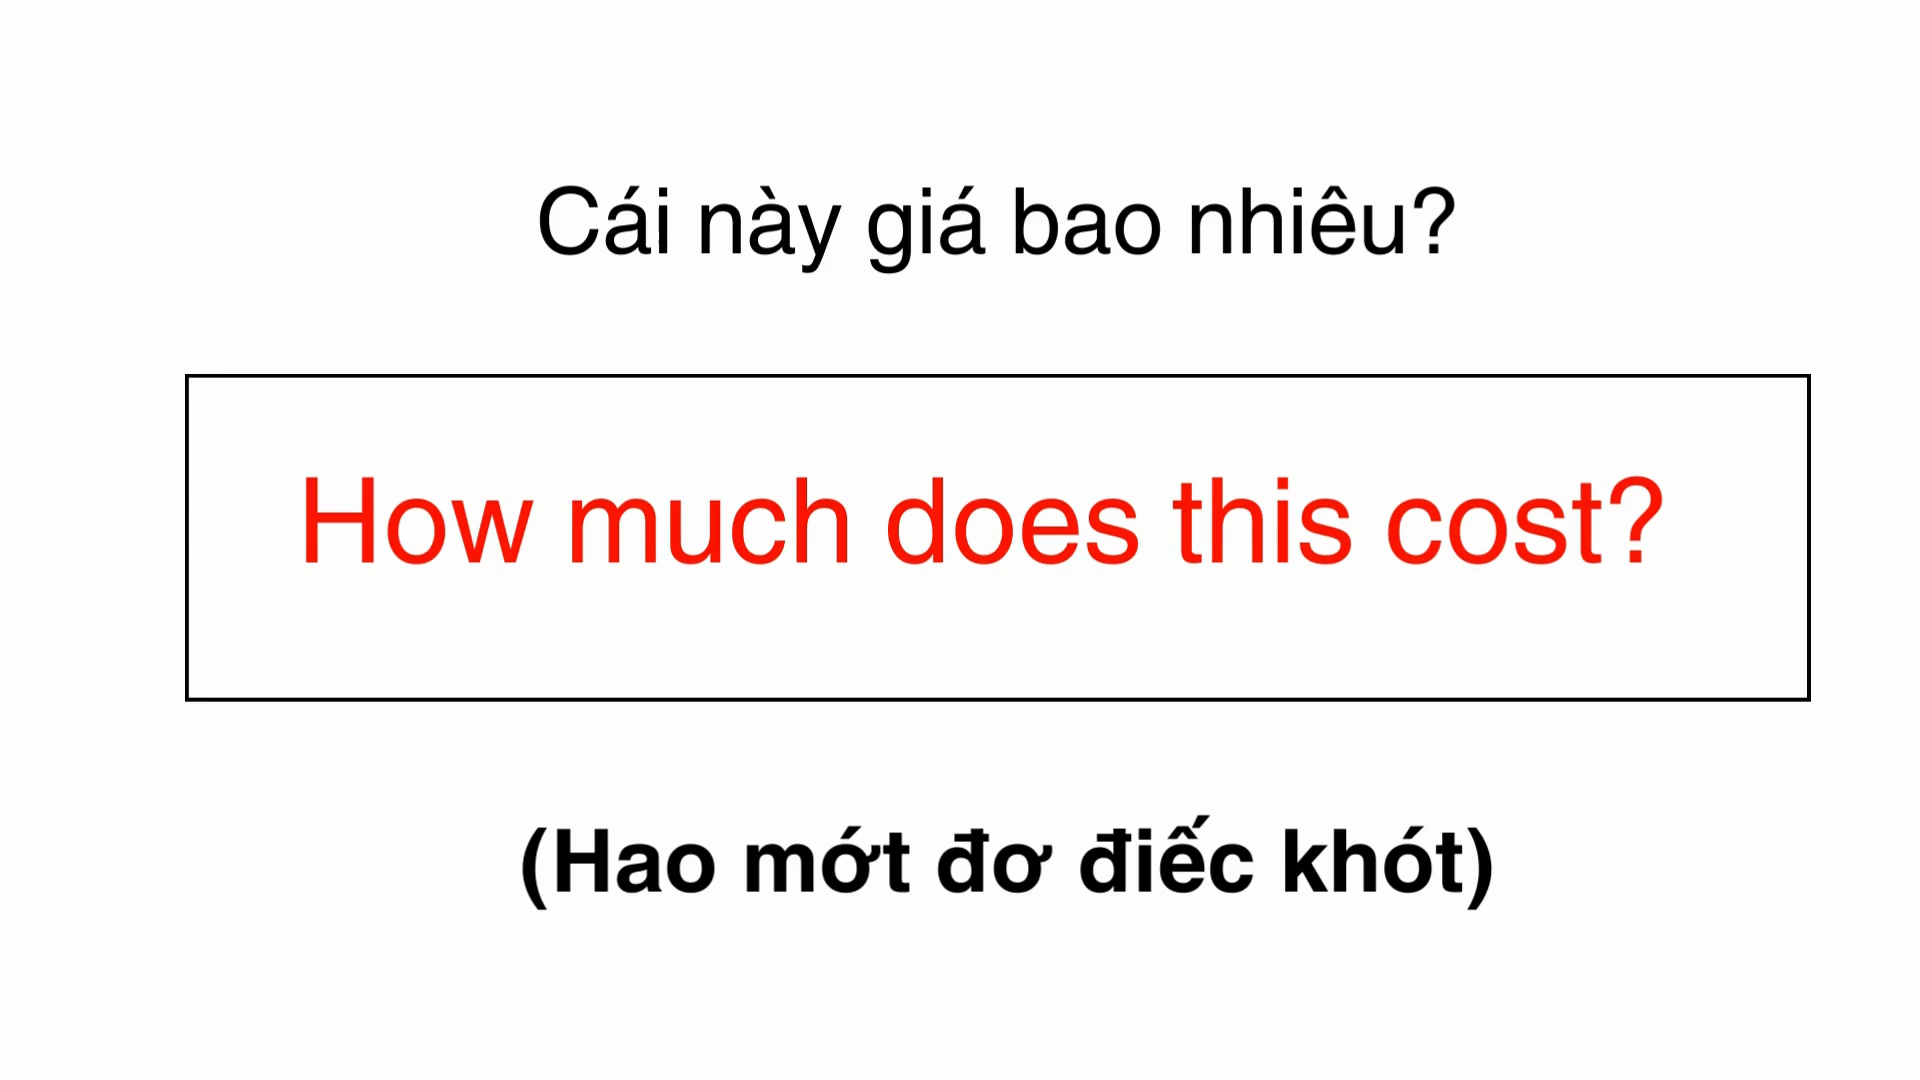 Cái này giá bao nhiêu?
How much does this cost?
(Hao mớt đơ điếc khót)